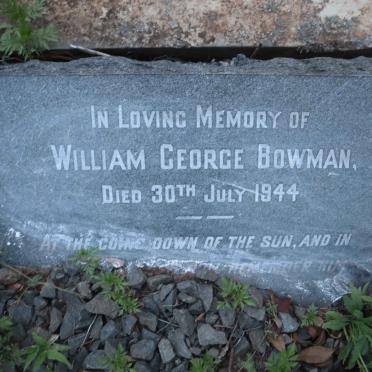 IN LOVING MEMORY OF
WILLIAM GEORGE BOWMAN,
DIED 30TH JULY 1944
AT THE GOING DOWN OF THE SUN, AND IN